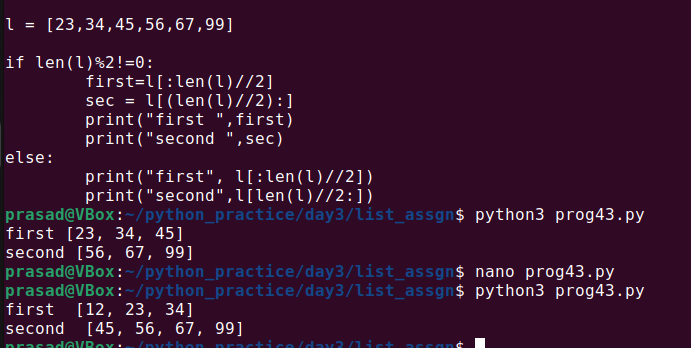 l = [23,34,45,56,67,99]
if len(l)%2!=0:
        first=l[:len(l)//2]
        sec = l[(len(l)//2):]
        print("first ",first)
        print("second ",sec)
else:
        print("first", l[:len(l)//2])
        print("second",l[len(l)//2:])
prasad@VBox:~/python_practice/day3/list_assgn$ python3 prog43.py
first [23, 34, 45]
second [56, 67, 99]
prasad@VBox:~/python_practice/day3/list_assgn$ nano prog43.py
prasad@VBox:~/python_practice/day3/list_assgn$ python3 prog43.py
first  [12, 23, 34]
second  [45, 56, 67, 99]
prasad@VBox:~/python_practice/day3/list_assgn$